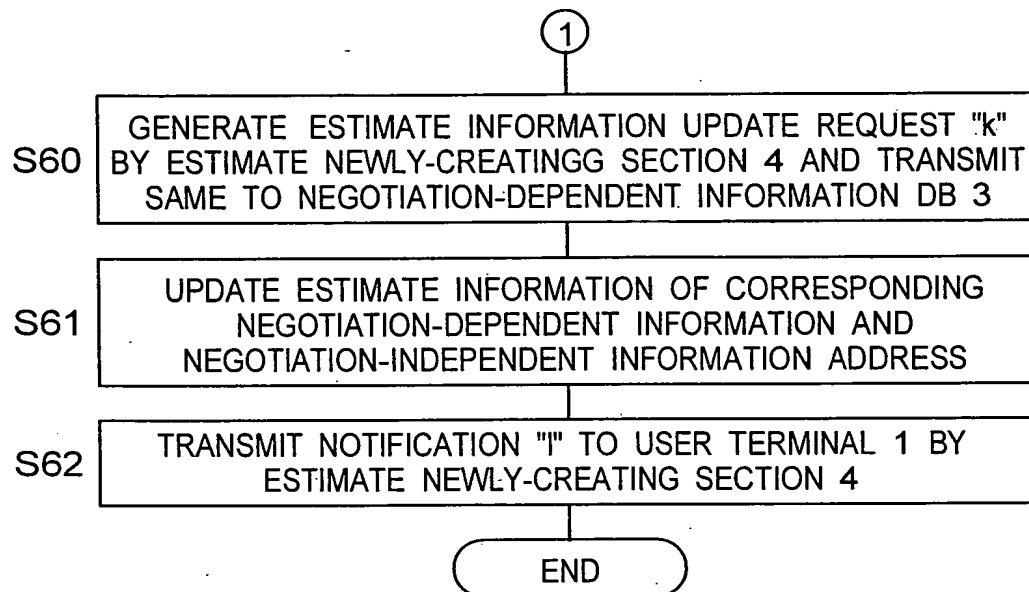 1
S60
GENERATE ESTIMATE INFORMATION UPDATE REQUEST "k"
BY ESTIMATE NEWLY-CREATINGG SECTION 4 AND TRANSMIT
SAME TO NEGOTIATION-DEPENDENT INFORMATION DB 3
S61
UPDATE ESTIMATE INFORMATION OF CORRESPONDING
NEGOTIATION-DEPENDENT INFORMATION AND
NEGOTIATION-INDEPENDENT INFORMATION ADDRESS
S62
TRANSMIT NOTIFICATION "l" TO USER TERMINAL 1 BY
ESTIMATE NEWLY-CREATING SECTION 4
END